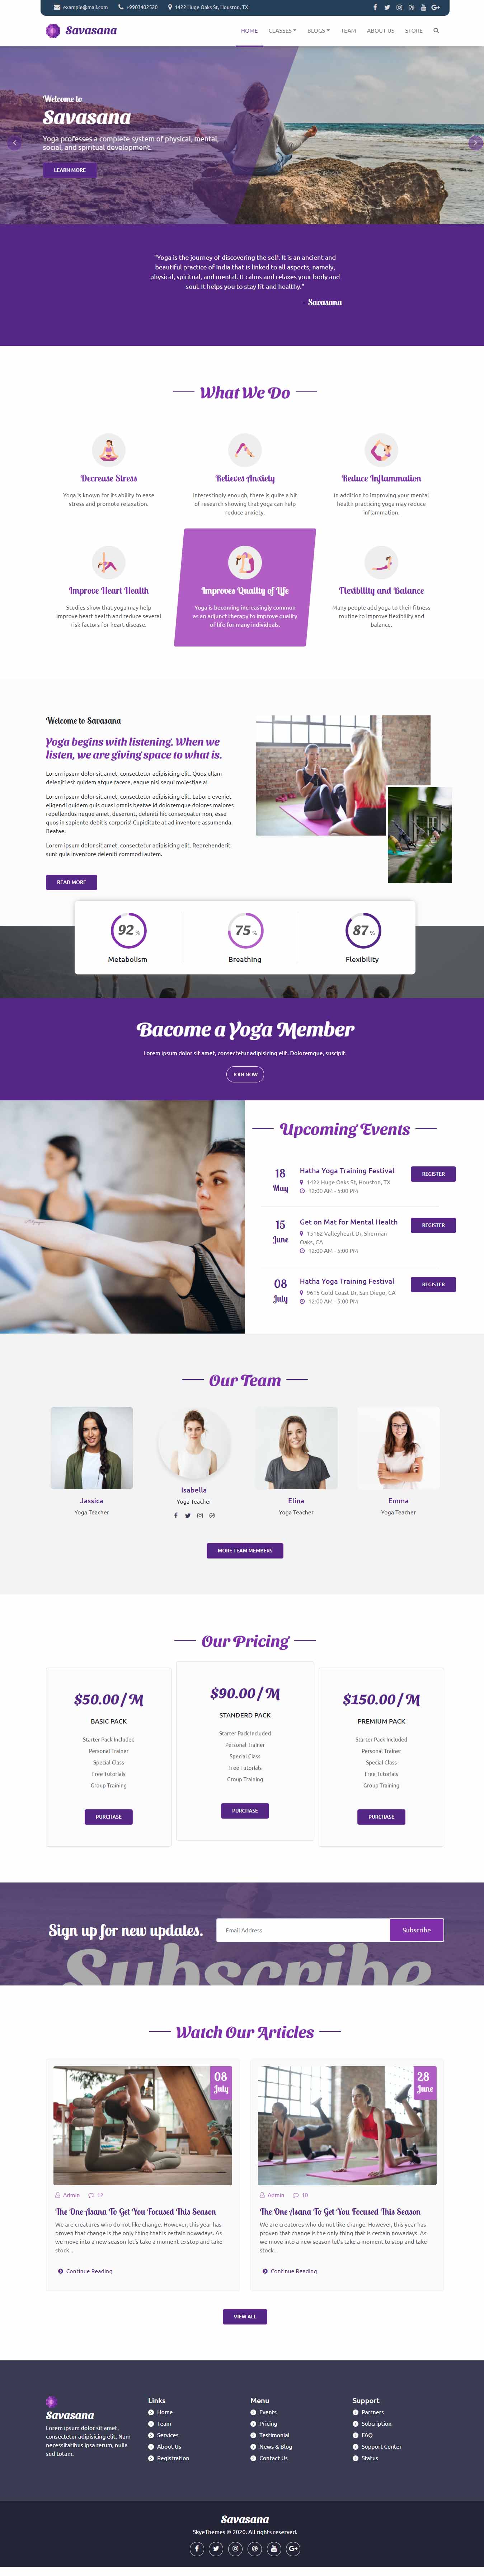 example@mail.com +9903402520 1422 Huge Oaks St, Houston, TX
Savasana
HOME CLASSES BLOGS TEAM ABOUT US STORE
Welcome to
Savasana
Yoga professes a complete system of physical, mental,
social, and spiritual development.
LEARN MORE
"Yoga is the journey of discovering the self. It is an ancient and
beautiful practice of India that is linked to all aspects, namely,
physical, spiritual, and mental. It calms and relaxes your body and
soul. It helps you to stay fit and healthy."
- Savasana
What We Do
Decrease Stress
Yoga is known for its ability to ease
stress and promote relaxation.
Relieves Anxiety
Interestingly enough, there is quite a bit
of research showing that yoga can help
reduce anxiety.
Reduce Inflammation
In addition to improving your mental
health practicing yoga may reduce
inflammation.
Improve Heart Health
Studies show that yoga may help
improve heart health and reduce several
risk factors for heart disease.
Improves Quality of Life
Yoga is becoming increasingly common
as an adjunct therapy to improve quality
of life for many individuals.
Flexibility and Balance
Many people add yoga to their fitness
routine to improve flexibility and
balance.
Welcome to Savasana
Yoga begins with listening. When we
listen, we are giving space to what is.
Lorem ipsum dolor sit amet, consectetur adipisicing elit. Quos ullam
deleniti est quidem atque facere, eaque nisi sequi molestiae a!
Lorem ipsum dolor sit amet, consectetur adipisicing elit. Labore eveniet
eligendi quidem quis quasi omnis beatae id doloremque dolores maiores
repellendus neque amet, deserunt, deleniti hic consequatur non, esse
quos in sapiente debitis corporis! Cupiditate at ad inventore assumenda.
Beatae.
Lorem ipsum dolor sit amet, consectetur adipisicing elit. Reprehenderit
sunt quia inventore deleniti commodi autem.
READ MORE
92 %
Metabolism
75 %
Breathing
87 %
Flexibility
Bacome a Yoga Member
Lorem ipsum dolor sit amet, consectetur adipisicing elit. Doloremque, suscipit.
JOIN NOW
Upcoming Events
18
May
Hatha Yoga Training Festival
1422 Huge Oaks St, Houston, TX
12:00 AM - 5:00 PM
REGISTER
15
June
Get on Mat for Mental Health
15162 Valleyheart Dr, Sherman
Oaks, CA
12:00 AM - 5:00 PM
REGISTER
08
July
Hatha Yoga Training Festival
9615 Gold Coast Dr, San Diego, CA
12:00 AM - 5:00 PM
REGISTER
Our Team
Jassica
Yoga Teacher
Isabella
Yoga Teacher
Elina
Yoga Teacher
Emma
Yoga Teacher
MORE TEAM MEMBERS
Our Pricing
$50.00 / M
BASIC PACK
Starter Pack Included
Personal Trainer
Special Class
Free Tutorials
Group Training
PURCHASE
$90.00 / M
STANDERD PACK
Starter Pack Included
Personal Trainer
Special Class
Free Tutorials
Group Training
PURCHASE
$150.00 / M
PREMIUM PACK
Starter Pack Included
Personal Trainer
Special Class
Free Tutorials
Group Training
PURCHASE
Sign up for new updates.
Email Address
Subscribe
Subscribe
Watch Our Articles
08
July
Admin 12
The One Asana To Get You Focused This Season
We are creatures who do not like change. However, this year has
proven that change is the only thing that is certain nowadays. As
we move into a new season let's take a moment to stop and take
stock...
Continue Reading
28
June
Admin 10
The One Asana To Get You Focused This Season
We are creatures who do not like change. However, this year has
proven that change is the only thing that is certain nowadays. As
we move into a new season let's take a moment to stop and take
stock...
Continue Reading
VIEW ALL
Savasana
Lorem ipsum dolor sit amet,
consectetur adipisicing elit. Nam
necessitatibus ipsa rerum, nulla
sed totam.
Links
Home
Team
Services
About Us
Registration
Menu
Events
Pricing
Testimonial
News & Blog
Contact Us
Support
Partners
Subcription
FAQ
Support Center
Status
Savasana
SkyeThemes © 2020. All rights reserved.